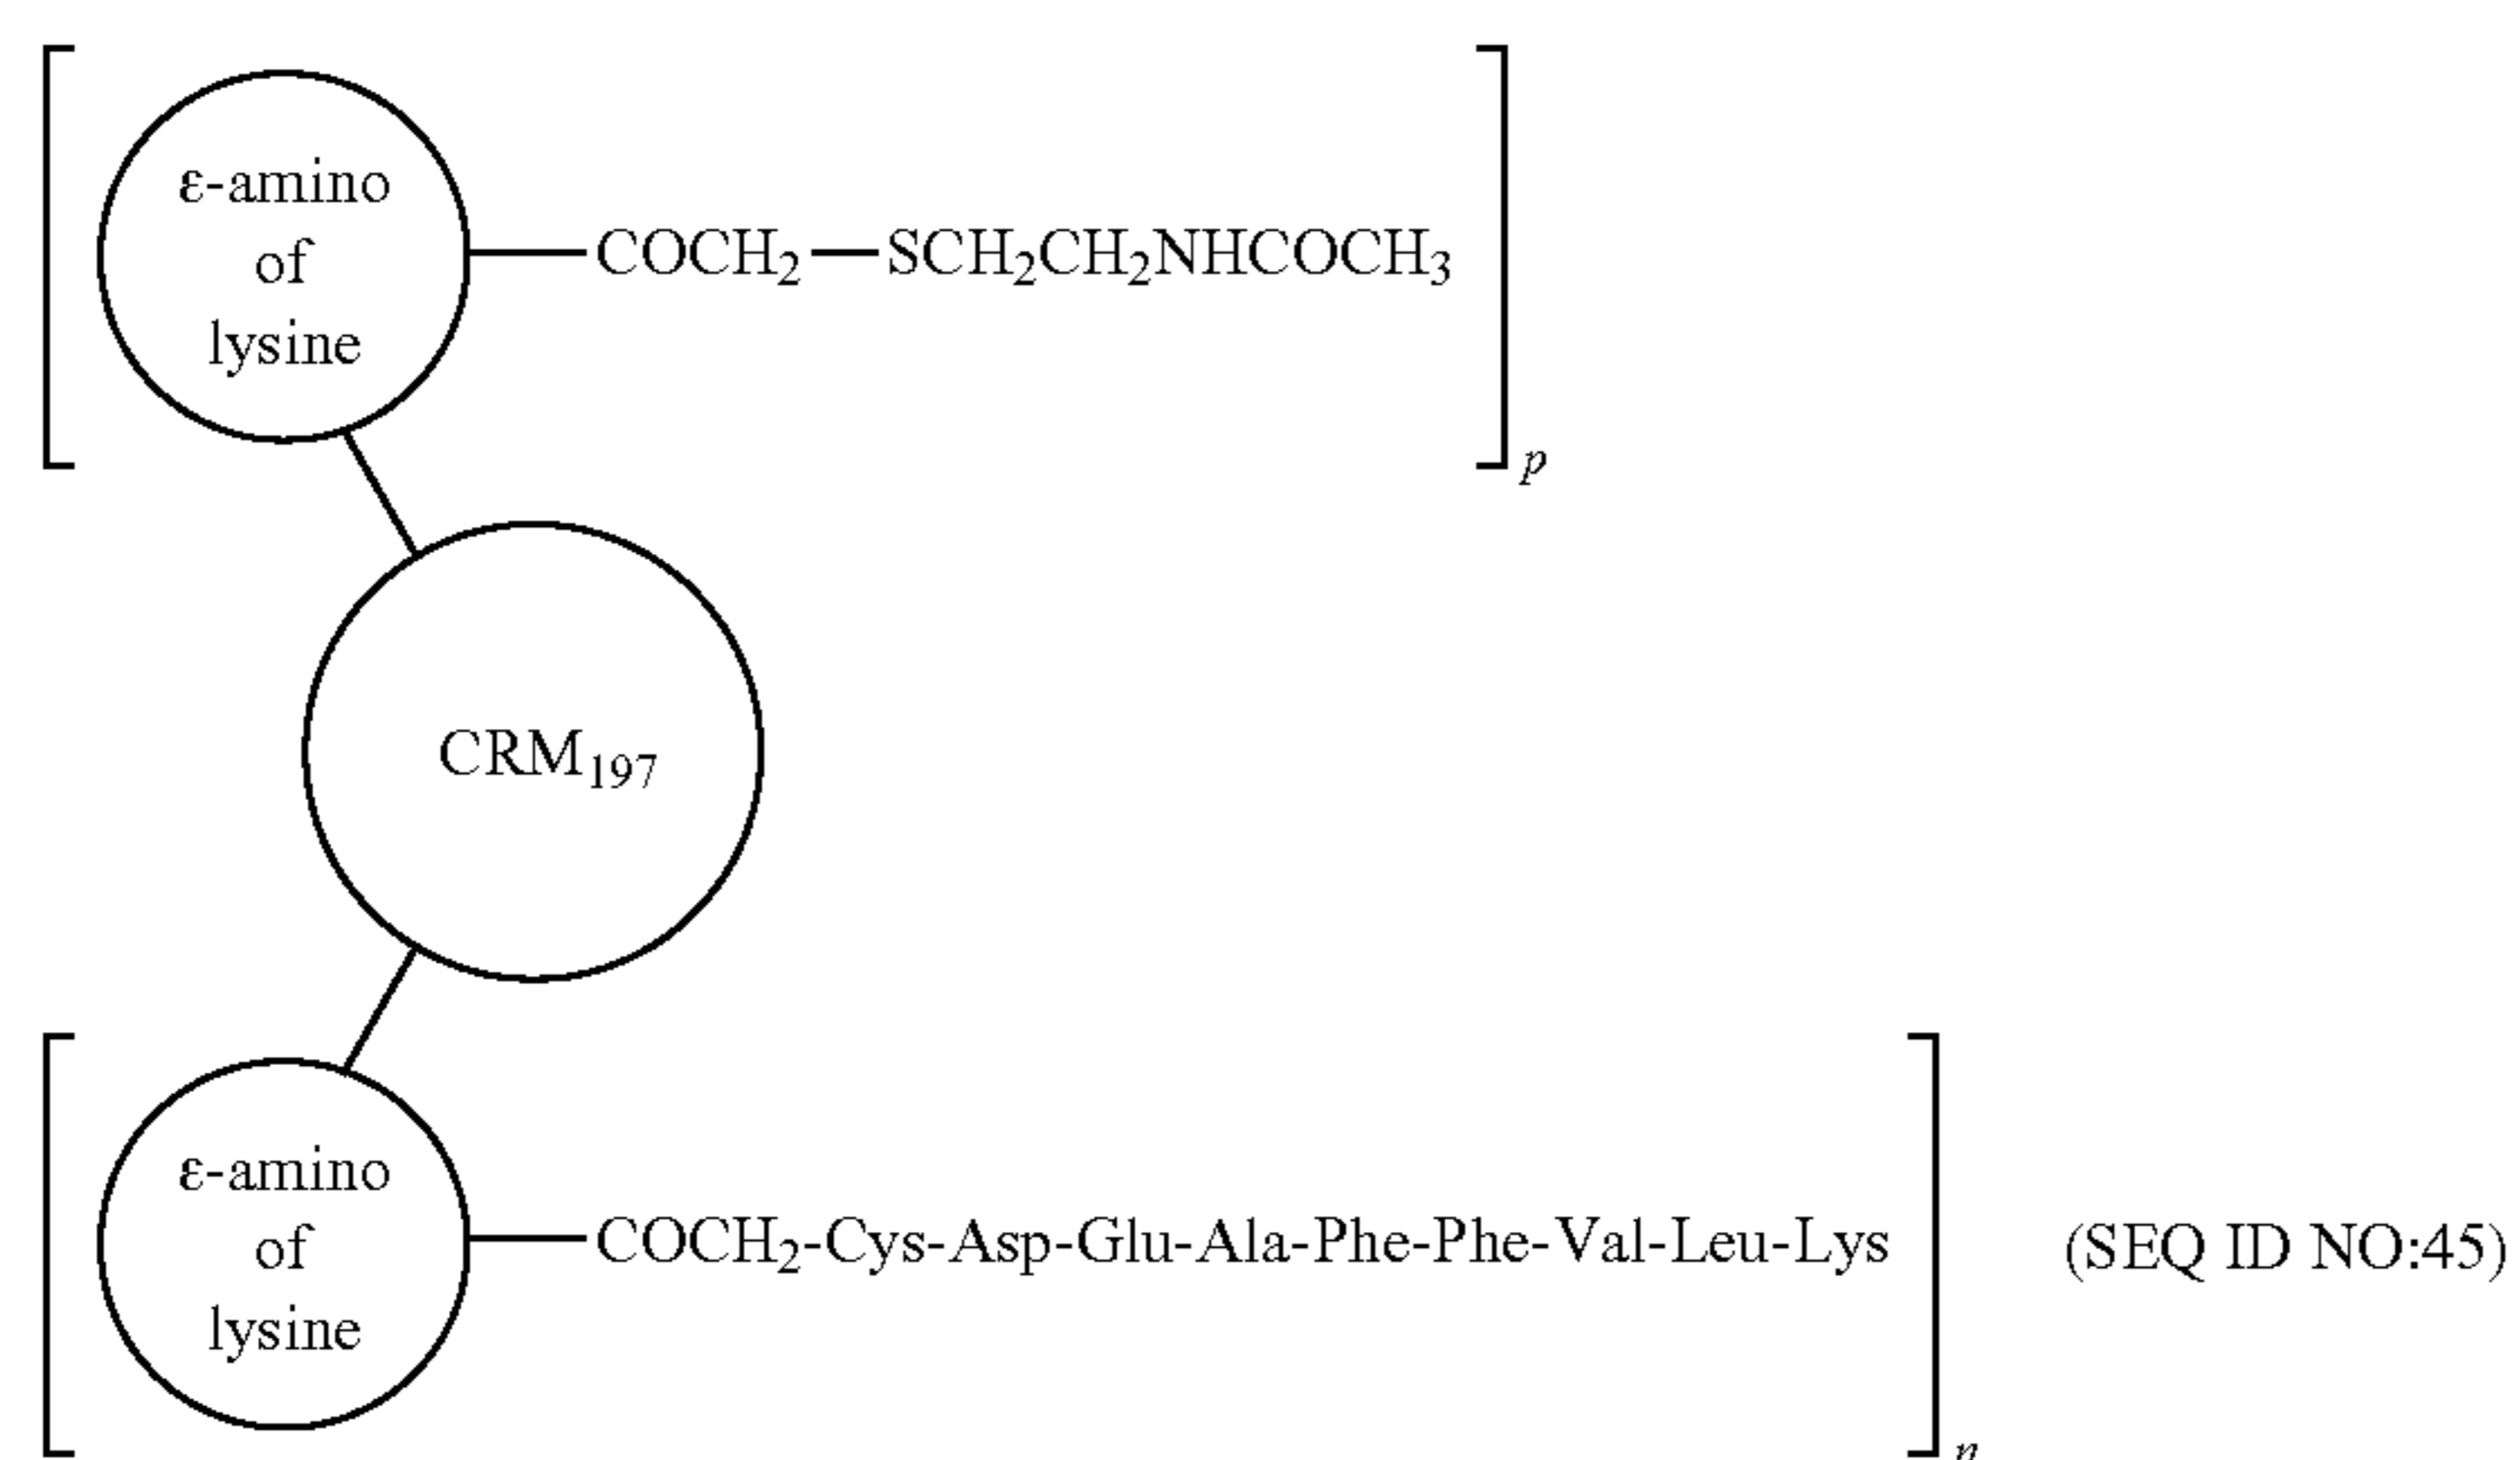 ε-amino
of
lysine
COCH₂—SCH₂CH₂NHCOCH₃
p
CRM₁₉₇
ε-amino
of
lysine
COCH₂-Cys-Asp-Glu-Ala-Phe-Phe-Val-Leu-Lys (SEQ ID NO:45)
n